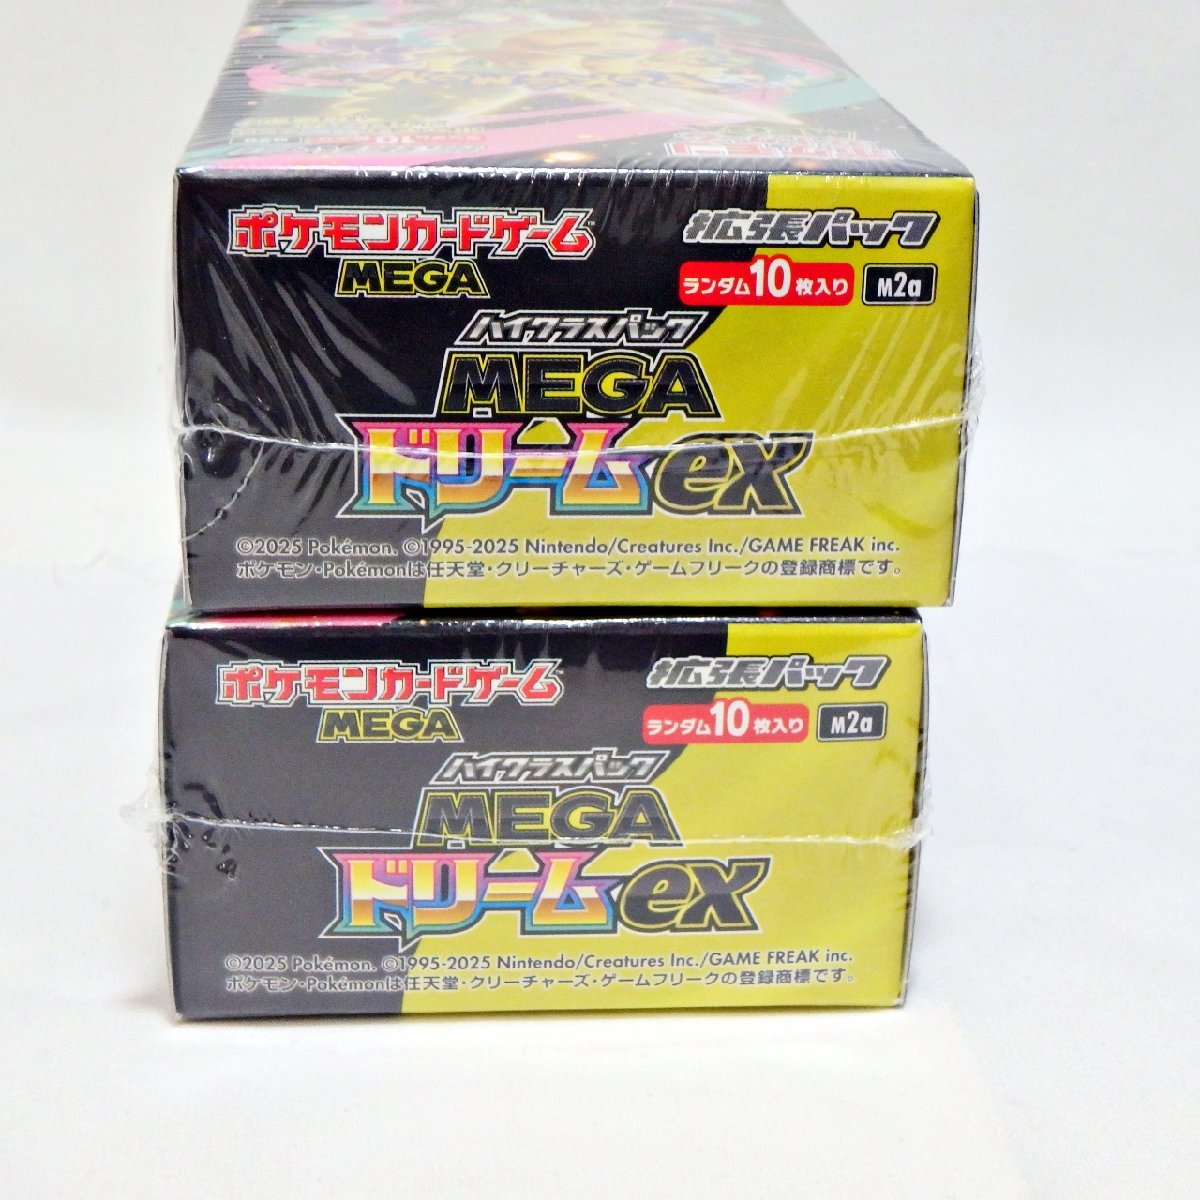 ポケモンカードゲーム™
MEGA
拡張パック
ランダム10枚入り M2a
ハイクラスパック
MEGA
ドリームex
©2025 Pokémon. ©1995-2025 Nintendo/Creatures Inc./GAME FREAK inc.
ポケモン・Pokémonは任天堂・クリーチャーズ・ゲームフリークの登録商標です。
ポケモンカードゲーム™
MEGA
拡張パック
ランダム10枚入り M2a
ハイクラスパック
MEGA
ドリームex
©2025 Pokémon. ©1995-2025 Nintendo/Creatures Inc./GAME FREAK inc.
ポケモン・Pokémonは任天堂・クリーチャーズ・ゲームフリークの登録商標です。